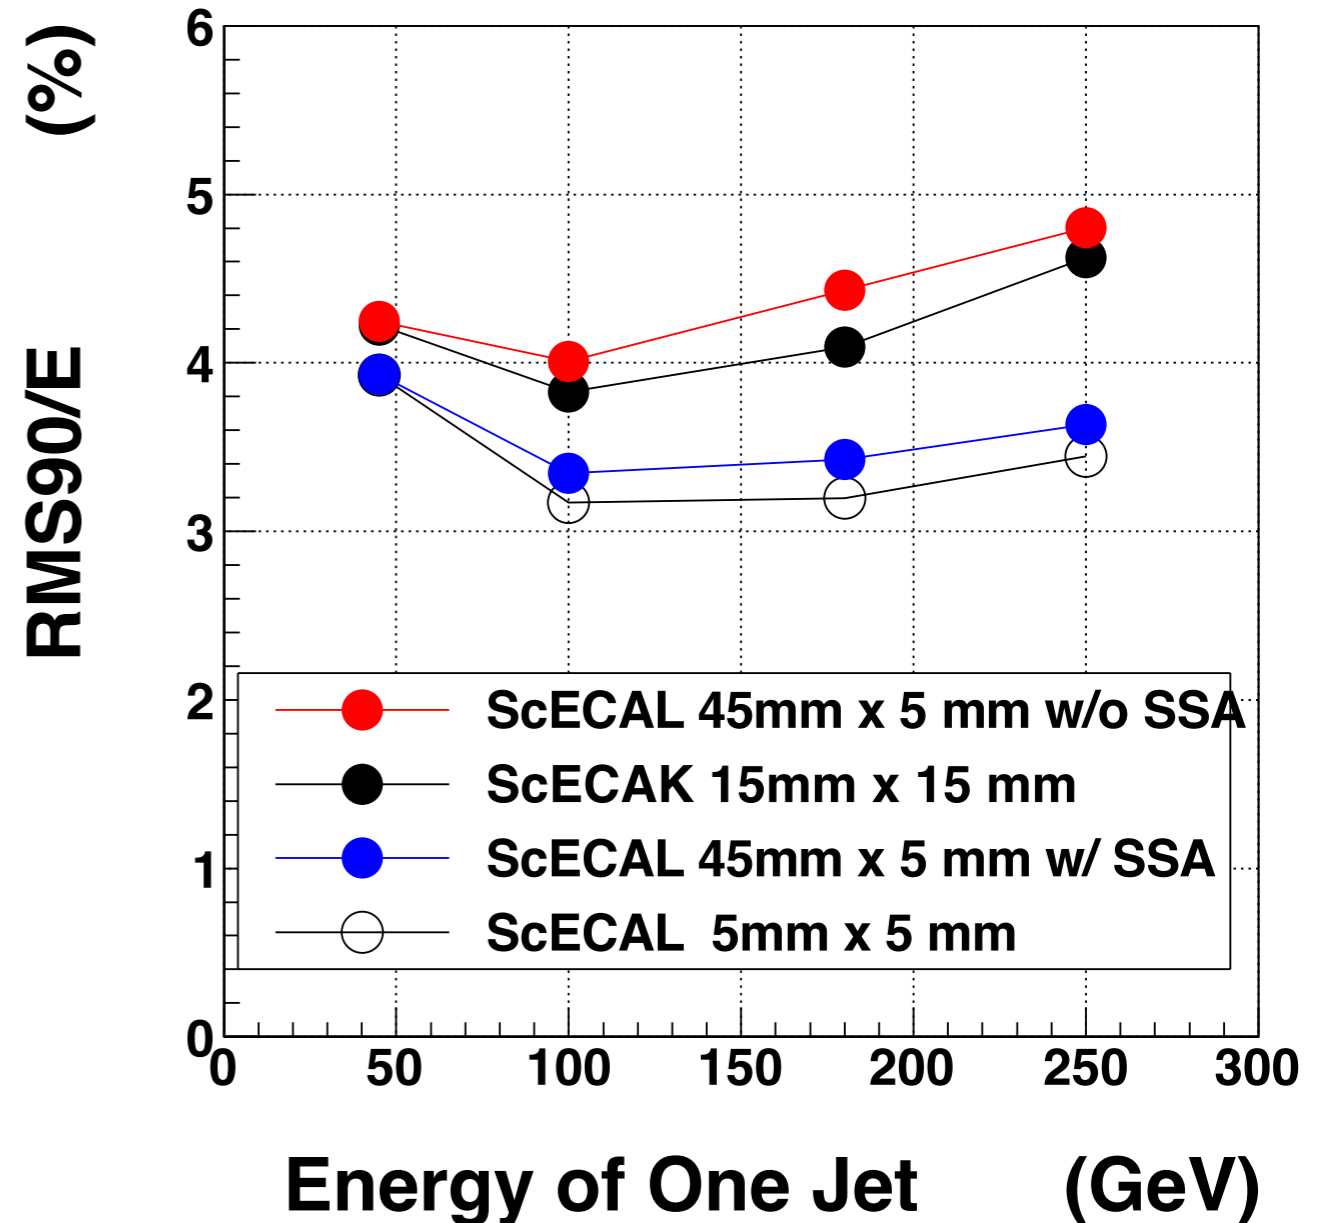 RMS90/E (%)
6
5
4
3
2
1
0
ScECAL 45mm x 5 mm w/o SSA
ScECAK 15mm x 15 mm
ScECAL 45mm x 5 mm w/ SSA
ScECAL 5mm x 5 mm
0 50 100 150 200 250 300
Energy of One Jet (GeV)